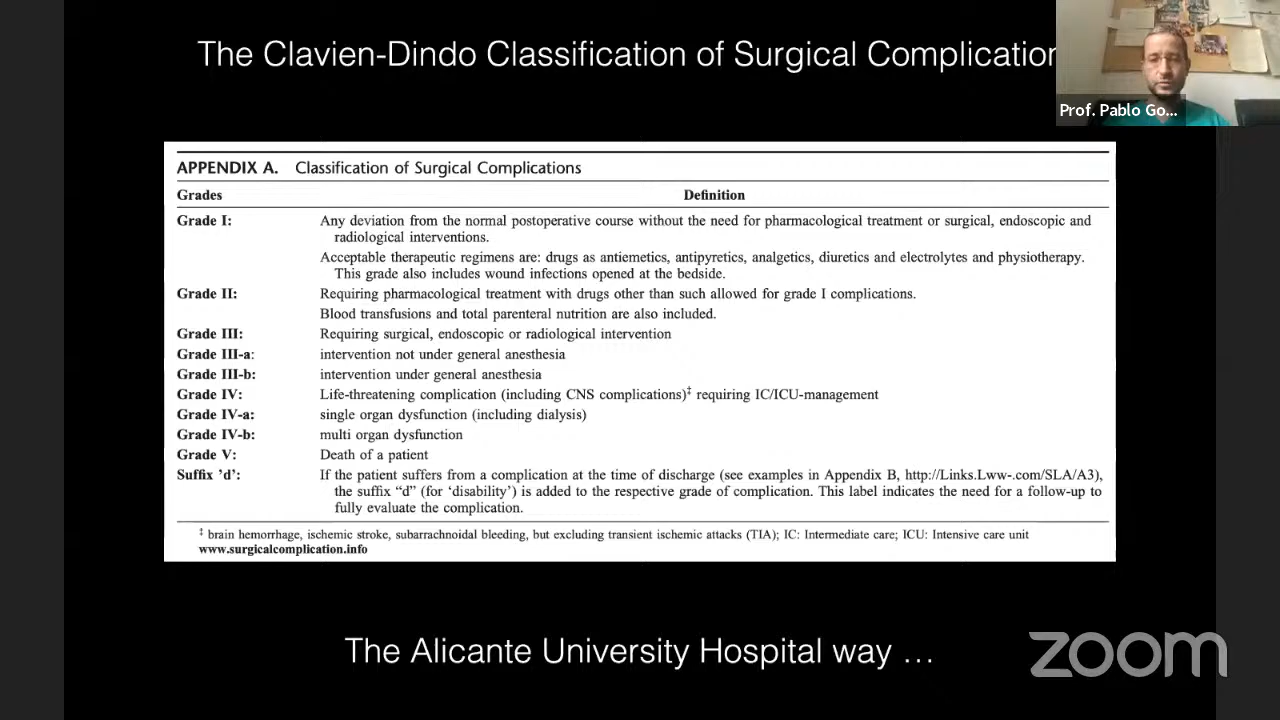 The Clavien-Dindo Classification of Surgical Complication
Prof. Pablo Go...
APPENDIX A. Classification of Surgical Complications
Grades Definition
Grade I: Any deviation from the normal postoperative course without the need for pharmacological treatment or surgical, endoscopic and
radiological interventions.
Acceptable therapeutic regimens are: drugs as antiemetics, antipyretics, analgetics, diuretics and electrolytes and physiotherapy.
This grade also includes wound infections opened at the bedside.
Grade II: Requiring pharmacological treatment with drugs other than such allowed for grade I complications.
Blood transfusions and total parenteral nutrition are also included.
Grade III: Requiring surgical, endoscopic or radiological intervention
Grade III-a: intervention not under general anesthesia
Grade III-b: intervention under general anesthesia
Grade IV: Life-threatening complication (including CNS complications)‡ requiring IC/ICU-management
Grade IV-a: single organ dysfunction (including dialysis)
Grade IV-b: multi organ dysfunction
Grade V: Death of a patient
Suffix 'd': If the patient suffers from a complication at the time of discharge (see examples in Appendix B, http://Links.Lww-.com/SLA/A3),
the suffix "d" (for 'disability') is added to the respective grade of complication. This label indicates the need for a follow-up to
fully evaluate the complication.
‡ brain hemorrhage, ischemic stroke, subarrachnoidal bleeding, but excluding transient ischemic attacks (TIA); IC: Intermediate care; ICU: Intensive care unit
www.surgicalcomplication.info
The Alicante University Hospital way ...
zoom